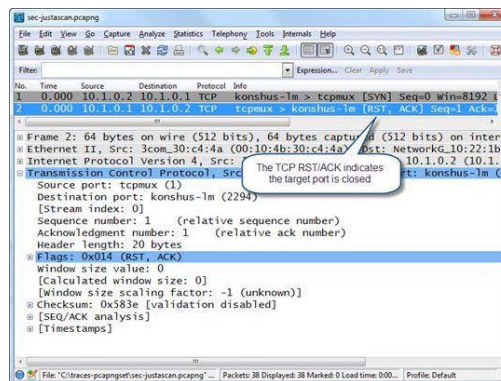 sec-justascan.pcapng
File Edit View Go Capture Analyze Statistics Telephony Tools Internals Help
Filter: Expression... Clear Apply Save
No. Time Source Destination Protocol Info
1 0.000 10.1.0.2 10.1.0.1 TCP konshus-lm > tcpmux [SYN] Seq=0 Win=8192 L
2 0.000 10.1.0.1 10.1.0.2 TCP tcpmux > konshus-lm [RST, ACK] Seq=1 Ack=1
Frame 2: 64 bytes on wire (512 bits), 64 bytes captured (512 bits) on inter
Ethernet II, Src: 3com_30:c4:4a (00:10:4b:30:c4:4a) Dst: NetworkG_10:22:1b
Internet Protocol Version 4, Src: 10.1.0.2 (10.1.
Transmission Control Protocol, Src port: konshus-lm (
The TCP RST/ACK indicates
the target port is closed
Source port: tcpmux (1)
Destination port: konshus-lm (2294)
[Stream index: 0]
Sequence number: 1 (relative sequence number)
Acknowledgment number: 1 (relative ack number)
Header length: 20 bytes
Flags: 0x014 (RST, ACK)
Window size value: 0
[Calculated window size: 0]
[Window size scaling factor: -1 (unknown)]
Checksum: 0x583e [validation disabled]
[SEQ/ACK analysis]
[Timestamps]
File: "C:\traces-pcapngset\sec-justascan.pcapng" ... Packets: 38 Displayed: 38 Marked: 0 Load time: 0:00... Profile: Default